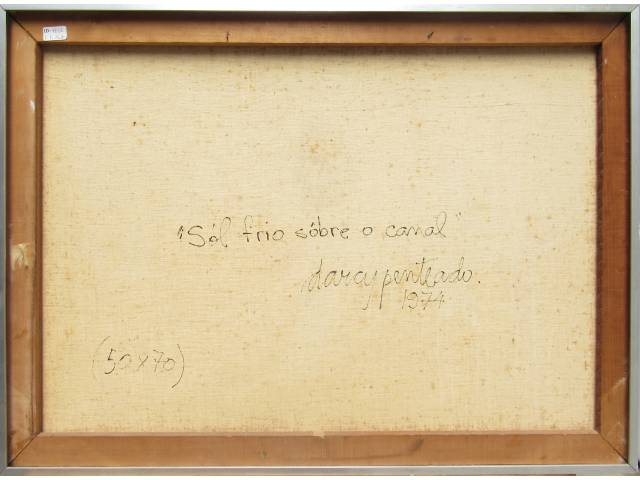 "Sól frio sôbre o canal"
darcy penteado.
1974
(50x70)